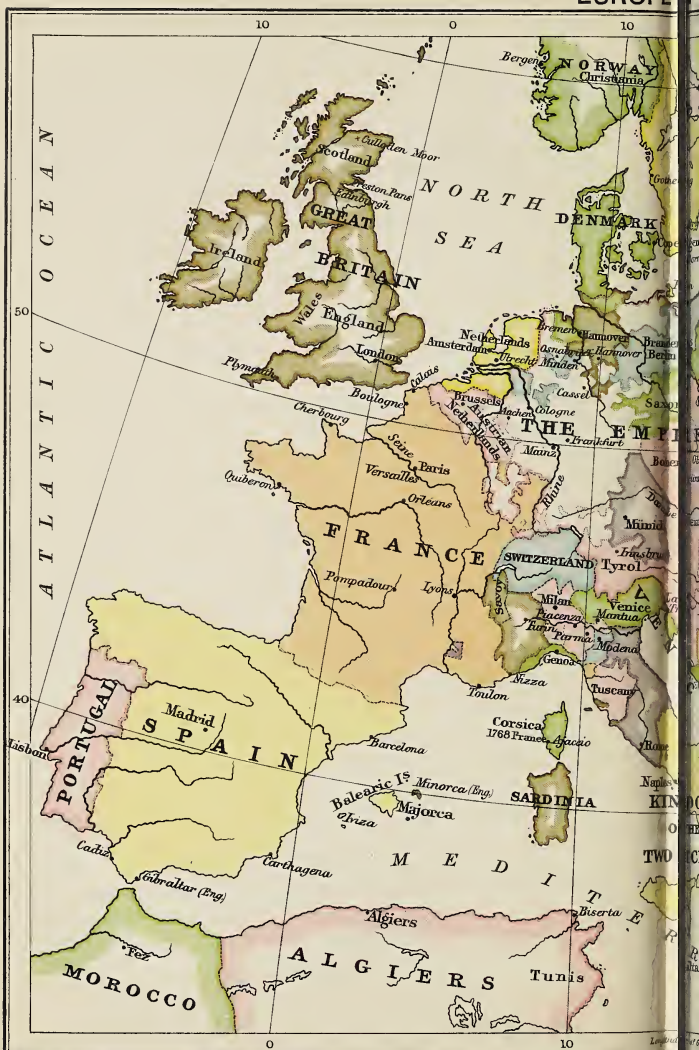 EUROPE
10
0
10
ATLANTIC OCEAN
50
40
NORTH
SEA
Bergen
NORWAY
Christiania
Scotland
Culloden Moor
Preston Pans
Edinburgh
GREAT
BRITAIN
Ireland
Wales
England
London
Plymouth
DENMARK
Netherlands
Amsterdam
Utrecht
Bremen
Hannover
Osnabrück
Hannover
Minden
Berlin
Calais
Boulogne
Brussels
Austrian
Netherlands
Aachen
Cologne
Cassel
THE EMPI
Frankfurt
Mainz
Rhine
Cherbourg
Seine
Paris
Versailles
Orleans
Quiberon
FRANCE
Pompadour
Lyons
SWITZERLAND
Tyrol
Savoy
Milan
Piacenza
Turin
Parma
Venice
Mantua
Modena
Genoa
Nizza
Toulon
Tuscany
Corsica
1768 France
Ajaccio
Rome
Naples
SARDINIA
PORTUGAL
Lisbon
SPAIN
Madrid
Barcelona
Balearic Is
Minorca (Eng)
Majorca
Iviza
Cadiz
Gibraltar (Eng)
Carthagena
MEDITER
Biserta
Algiers
ALGIERS
Tunis
Fez
MOROCCO
TWO
0
10